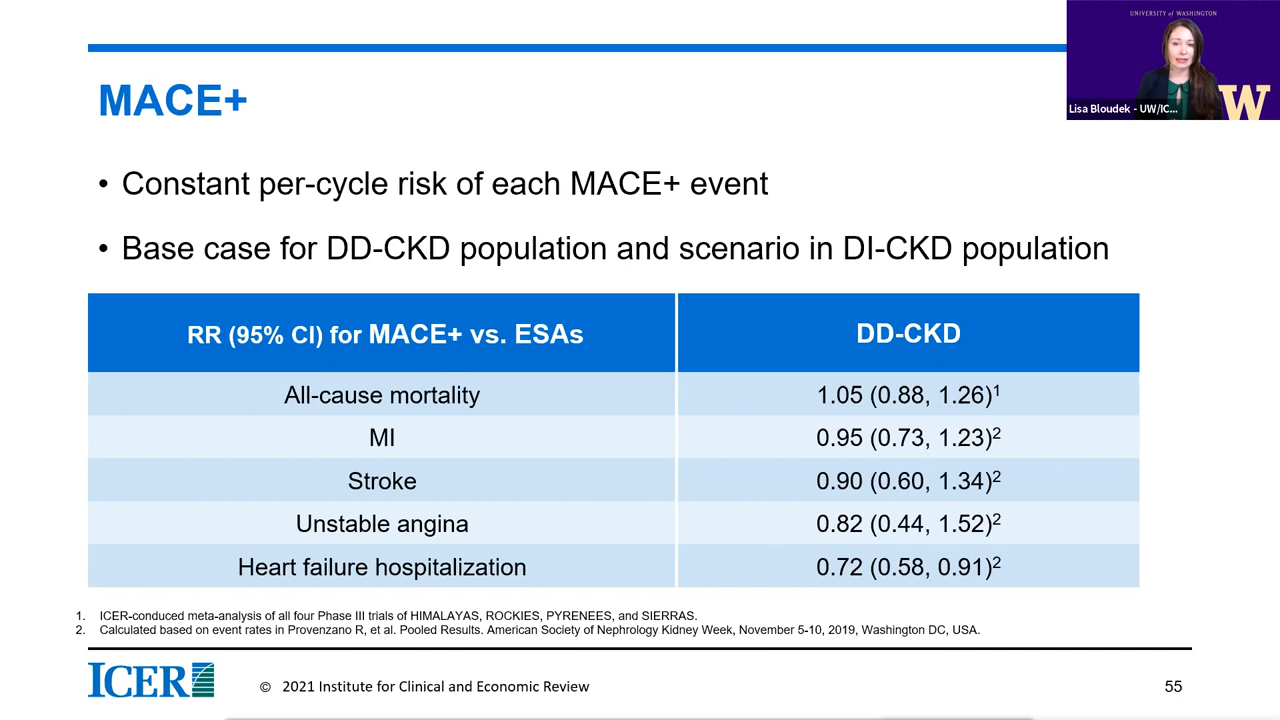 UNIVERSITY of WASHINGTON
W
Lisa Bloudek - UW/IC...
MACE+
• Constant per-cycle risk of each MACE+ event
• Base case for DD-CKD population and scenario in DI-CKD population
RR (95% CI) for MACE+ vs. ESAs DD-CKD
All-cause mortality 1.05 (0.88, 1.26)1
MI 0.95 (0.73, 1.23)2
Stroke 0.90 (0.60, 1.34)2
Unstable angina 0.82 (0.44, 1.52)2
Heart failure hospitalization 0.72 (0.58, 0.91)2
1. ICER-conduced meta-analysis of all four Phase III trials of HIMALAYAS, ROCKIES, PYRENEES, and SIERRAS.
2. Calculated based on event rates in Provenzano R, et al. Pooled Results. American Society of Nephrology Kidney Week, November 5-10, 2019, Washington DC, USA.
ICER © 2021 Institute for Clinical and Economic Review 55